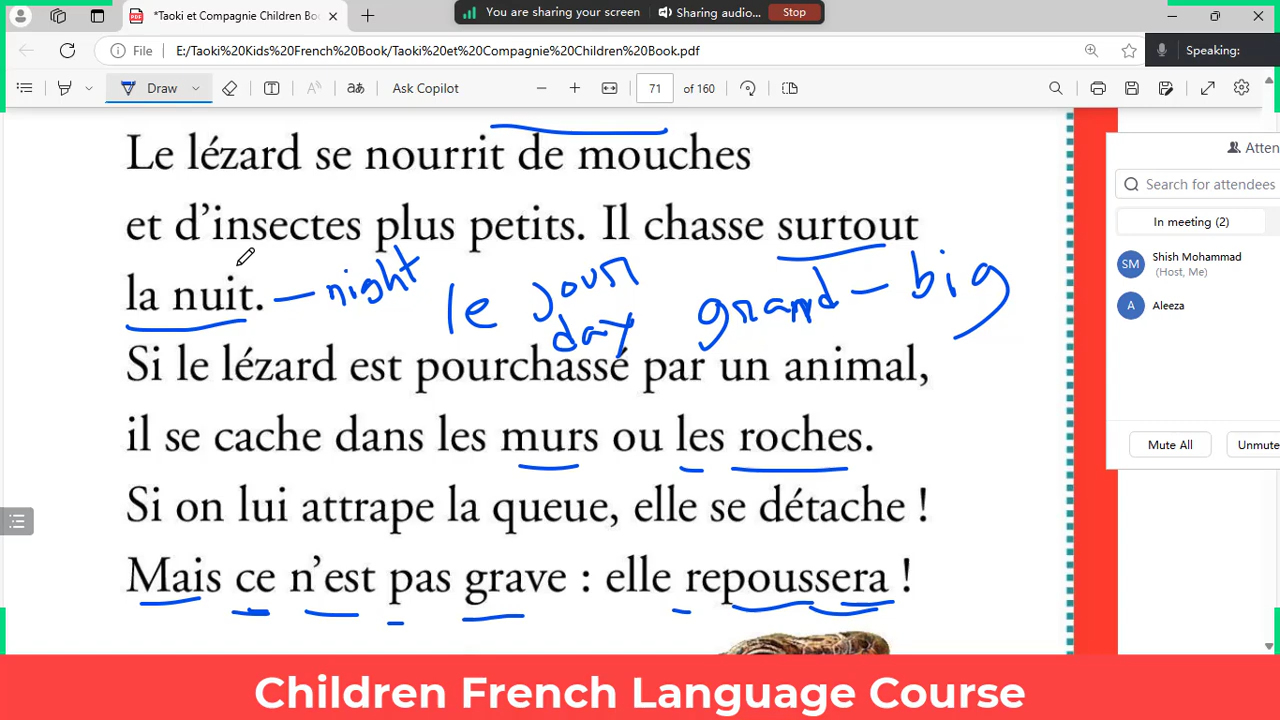 *Taoki et Compagnie Children Bo
You are sharing your screen
Sharing audio...
Stop
File
E:/Taoki%20Kids%20French%20Book/Taoki%20et%20Compagnie%20Children%20Book.pdf
Speaking:
Draw
Ask Copilot
71 of 160
Le lézard se nourrit de mouches
et d'insectes plus petits. Il chasse surtout
la nuit. — night le jour grand — big
day
Si le lézard est pourchassé par un animal,
il se cache dans les murs ou les roches.
Si on lui attrape la queue, elle se détache !
Mais ce n'est pas grave : elle repoussera !
Atten
Search for attendees
In meeting (2)
SM Shish Mohammad
(Host, Me)
A Aleeza
Mute All
Unmute
Children French Language Course